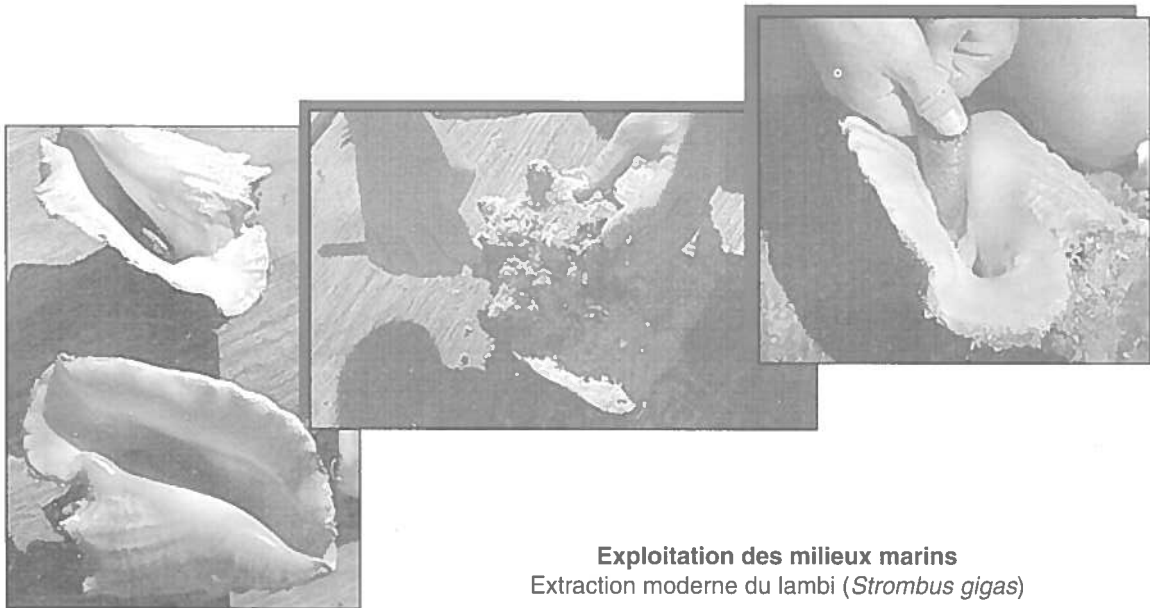 Exploitation des milieux marins
Extraction moderne du lambi (Strombus gigas)